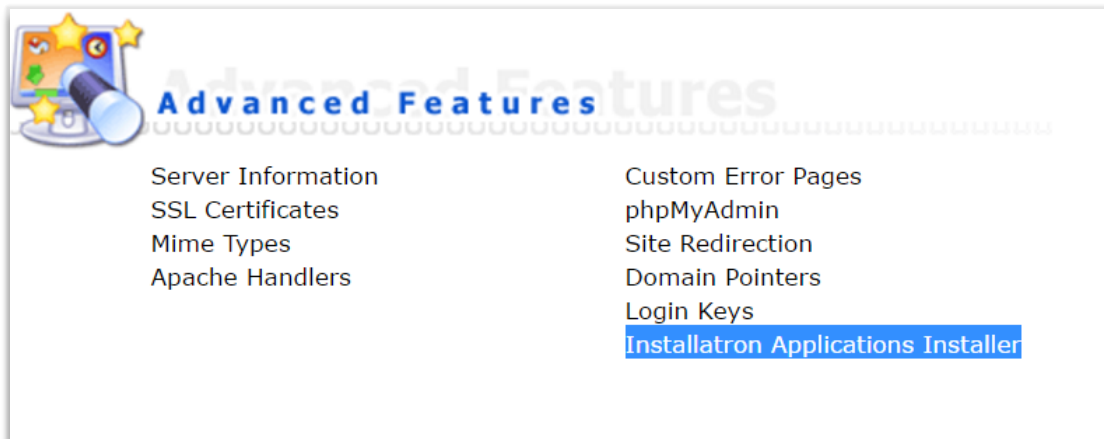 Advanced Features
Server Information
SSL Certificates
Mime Types
Apache Handlers
Custom Error Pages
phpMyAdmin
Site Redirection
Domain Pointers
Login Keys
Installatron Applications Installer